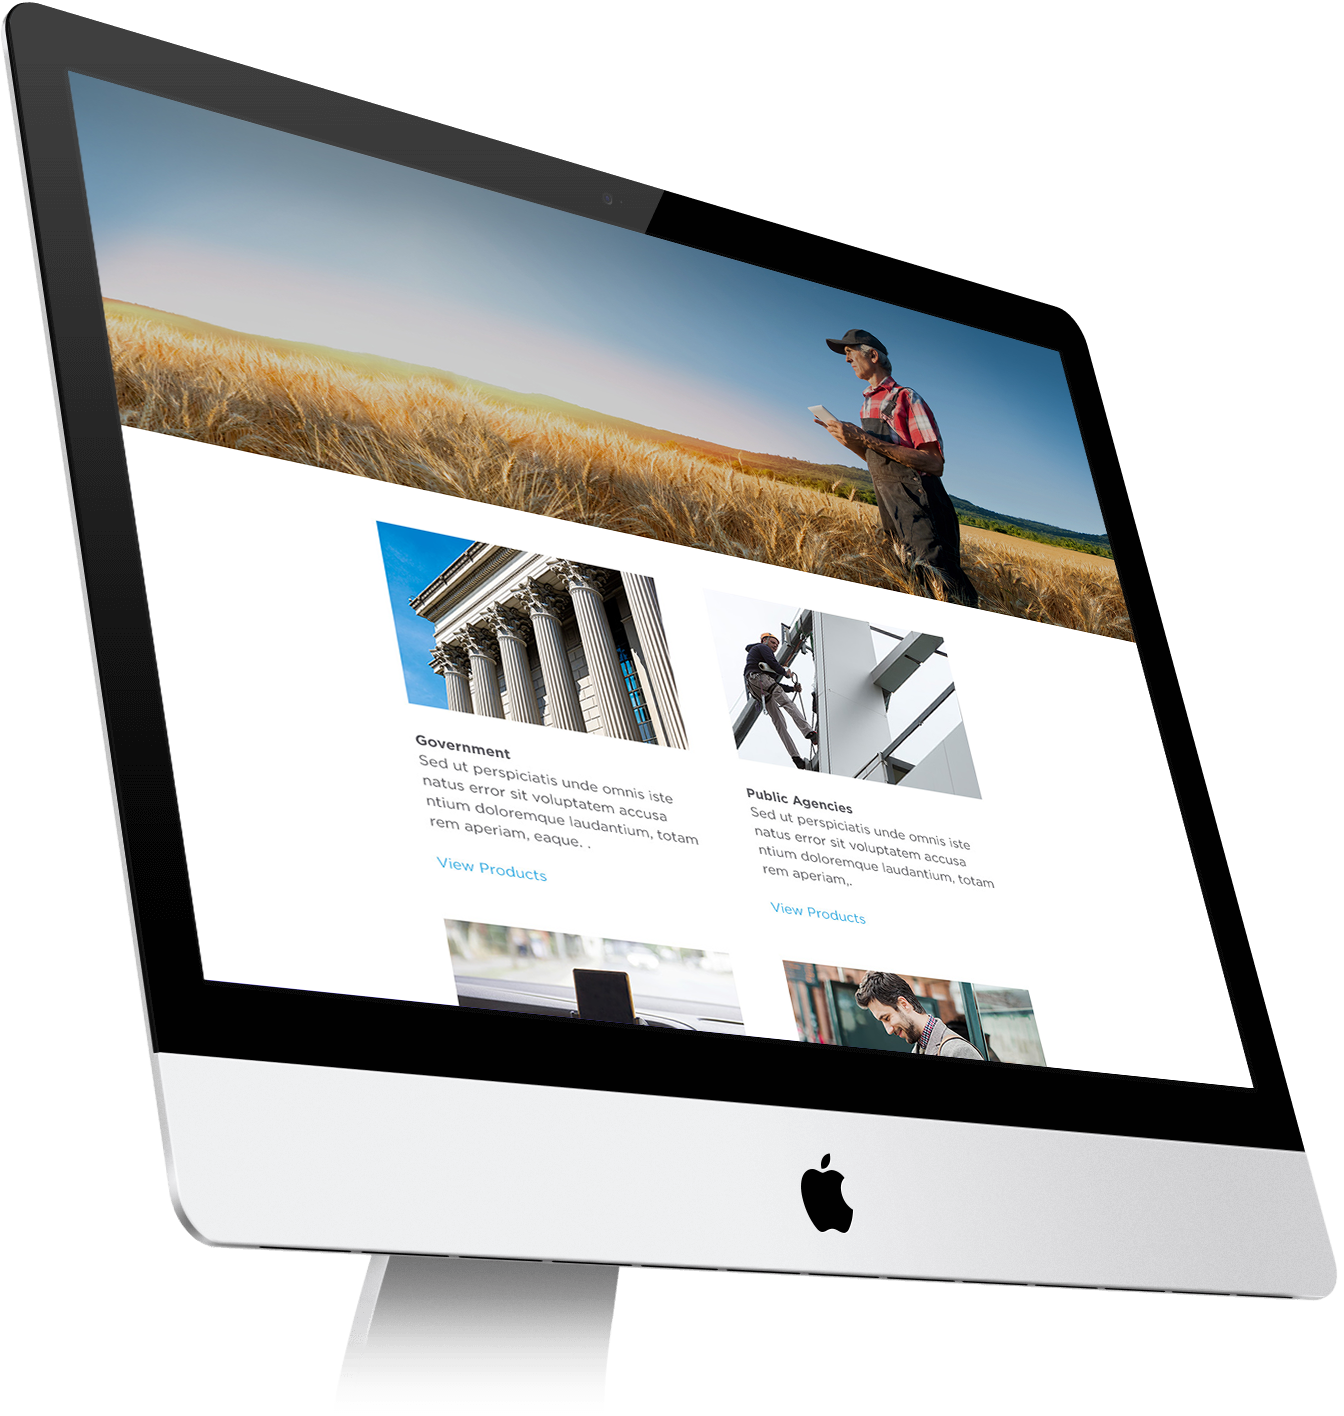 Government
Sed ut perspiciatis unde omnis iste
natus error sit voluptatem accusa
ntium doloremque laudantium, totam
rem aperiam, eaque. .
View Products
Public Agencies
Sed ut perspiciatis unde omnis iste
natus error sit voluptatem accusa
ntium doloremque laudantium, totam
rem aperiam,.
View Products